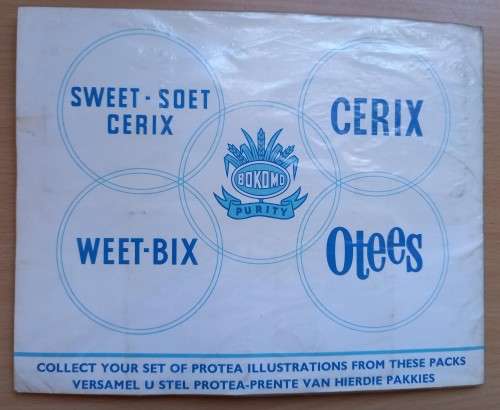 SWEET - SOET
CERIX
CERIX
BOKOMO
PURITY
WEET-BIX
Otees
COLLECT YOUR SET OF PROTEA ILLUSTRATIONS FROM THESE PACKS
VERSAMEL U STEL PROTEA-PRENTE VAN HIERDIE PAKKIES